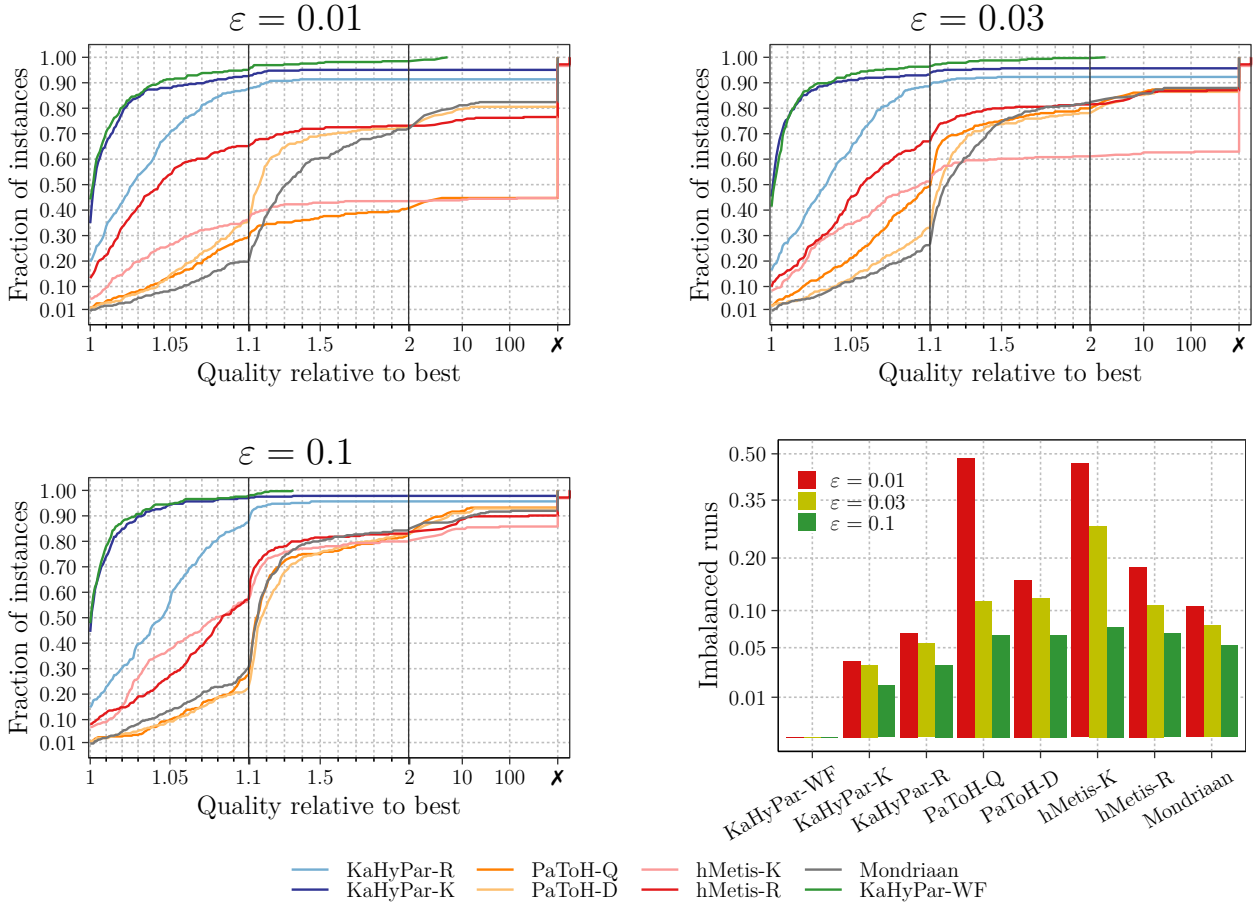 ε = 0.01
1.00
0.90
0.80
0.70
0.60
0.50
0.40
0.30
0.20
0.10
0.01
Fraction of instances
1 1.05 1.1 1.5 2 10 100 ✗
Quality relative to best
ε = 0.03
1.00
0.90
0.80
0.70
0.60
0.50
0.40
0.30
0.20
0.10
0.01
Fraction of instances
1 1.05 1.1 1.5 2 10 100 ✗
Quality relative to best
ε = 0.1
1.00
0.90
0.80
0.70
0.60
0.50
0.40
0.30
0.20
0.10
0.01
Fraction of instances
1 1.05 1.1 1.5 2 10 100 ✗
Quality relative to best
0.50
0.35
0.20
0.10
0.05
0.01
Imbalanced runs
ε = 0.01
ε = 0.03
ε = 0.1
KaHyPar-WF
KaHyPar-K
KaHyPar-R
PaToH-Q
PaToH-D
hMetis-K
hMetis-R
Mondriaan
KaHyPar-R PaToH-Q hMetis-K Mondriaan
KaHyPar-K PaToH-D hMetis-R KaHyPar-WF